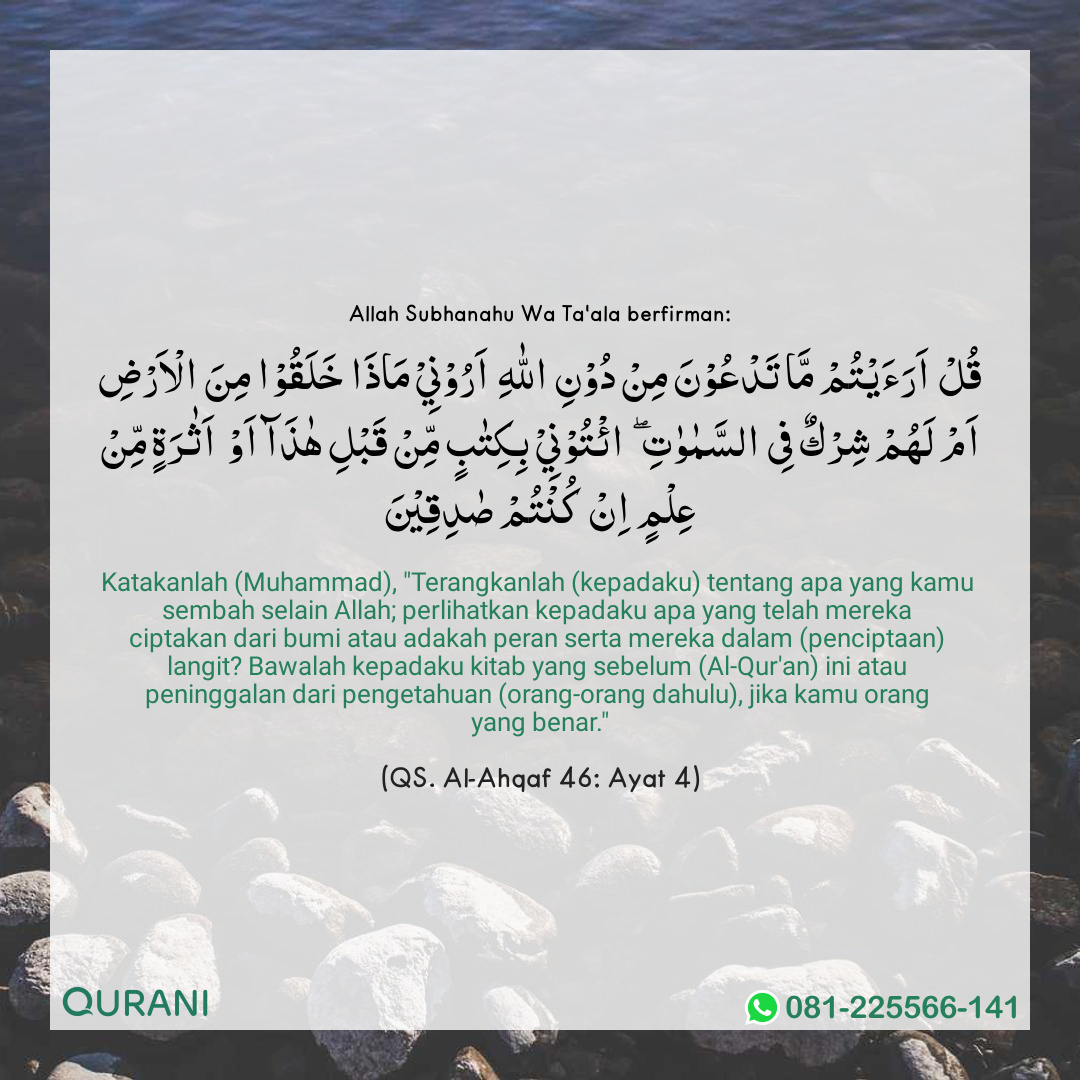 Allah Subhanahu Wa Ta'ala berfirman:
قُلْ اَرَءَيْتُمْ مَّا تَدْعُوْنَ مِنْ دُوْنِ اللّٰهِ اَرُوْنِيْ مَاذَا خَلَقُوْا مِنَ الْاَرْضِ
اَمْ لَهُمْ شِرْكٌ فِى السَّمٰوٰتِ ۖ ائْتُوْنِيْ بِكِتٰبٍ مِّنْ قَبْلِ هٰذَاۤ اَوْ اَثٰرَةٍ مِّنْ
عِلْمٍ اِنْ كُنْتُمْ صٰدِقِيْنَ
Katakanlah (Muhammad), "Terangkanlah (kepadaku) tentang apa yang kamu
sembah selain Allah; perlihatkan kepadaku apa yang telah mereka
ciptakan dari bumi atau adakah peran serta mereka dalam (penciptaan)
langit? Bawalah kepadaku kitab yang sebelum (Al-Qur'an) ini atau
peninggalan dari pengetahuan (orang-orang dahulu), jika kamu orang
yang benar."
(QS. Al-Ahqaf 46: Ayat 4)
QURANI
081-225566-141